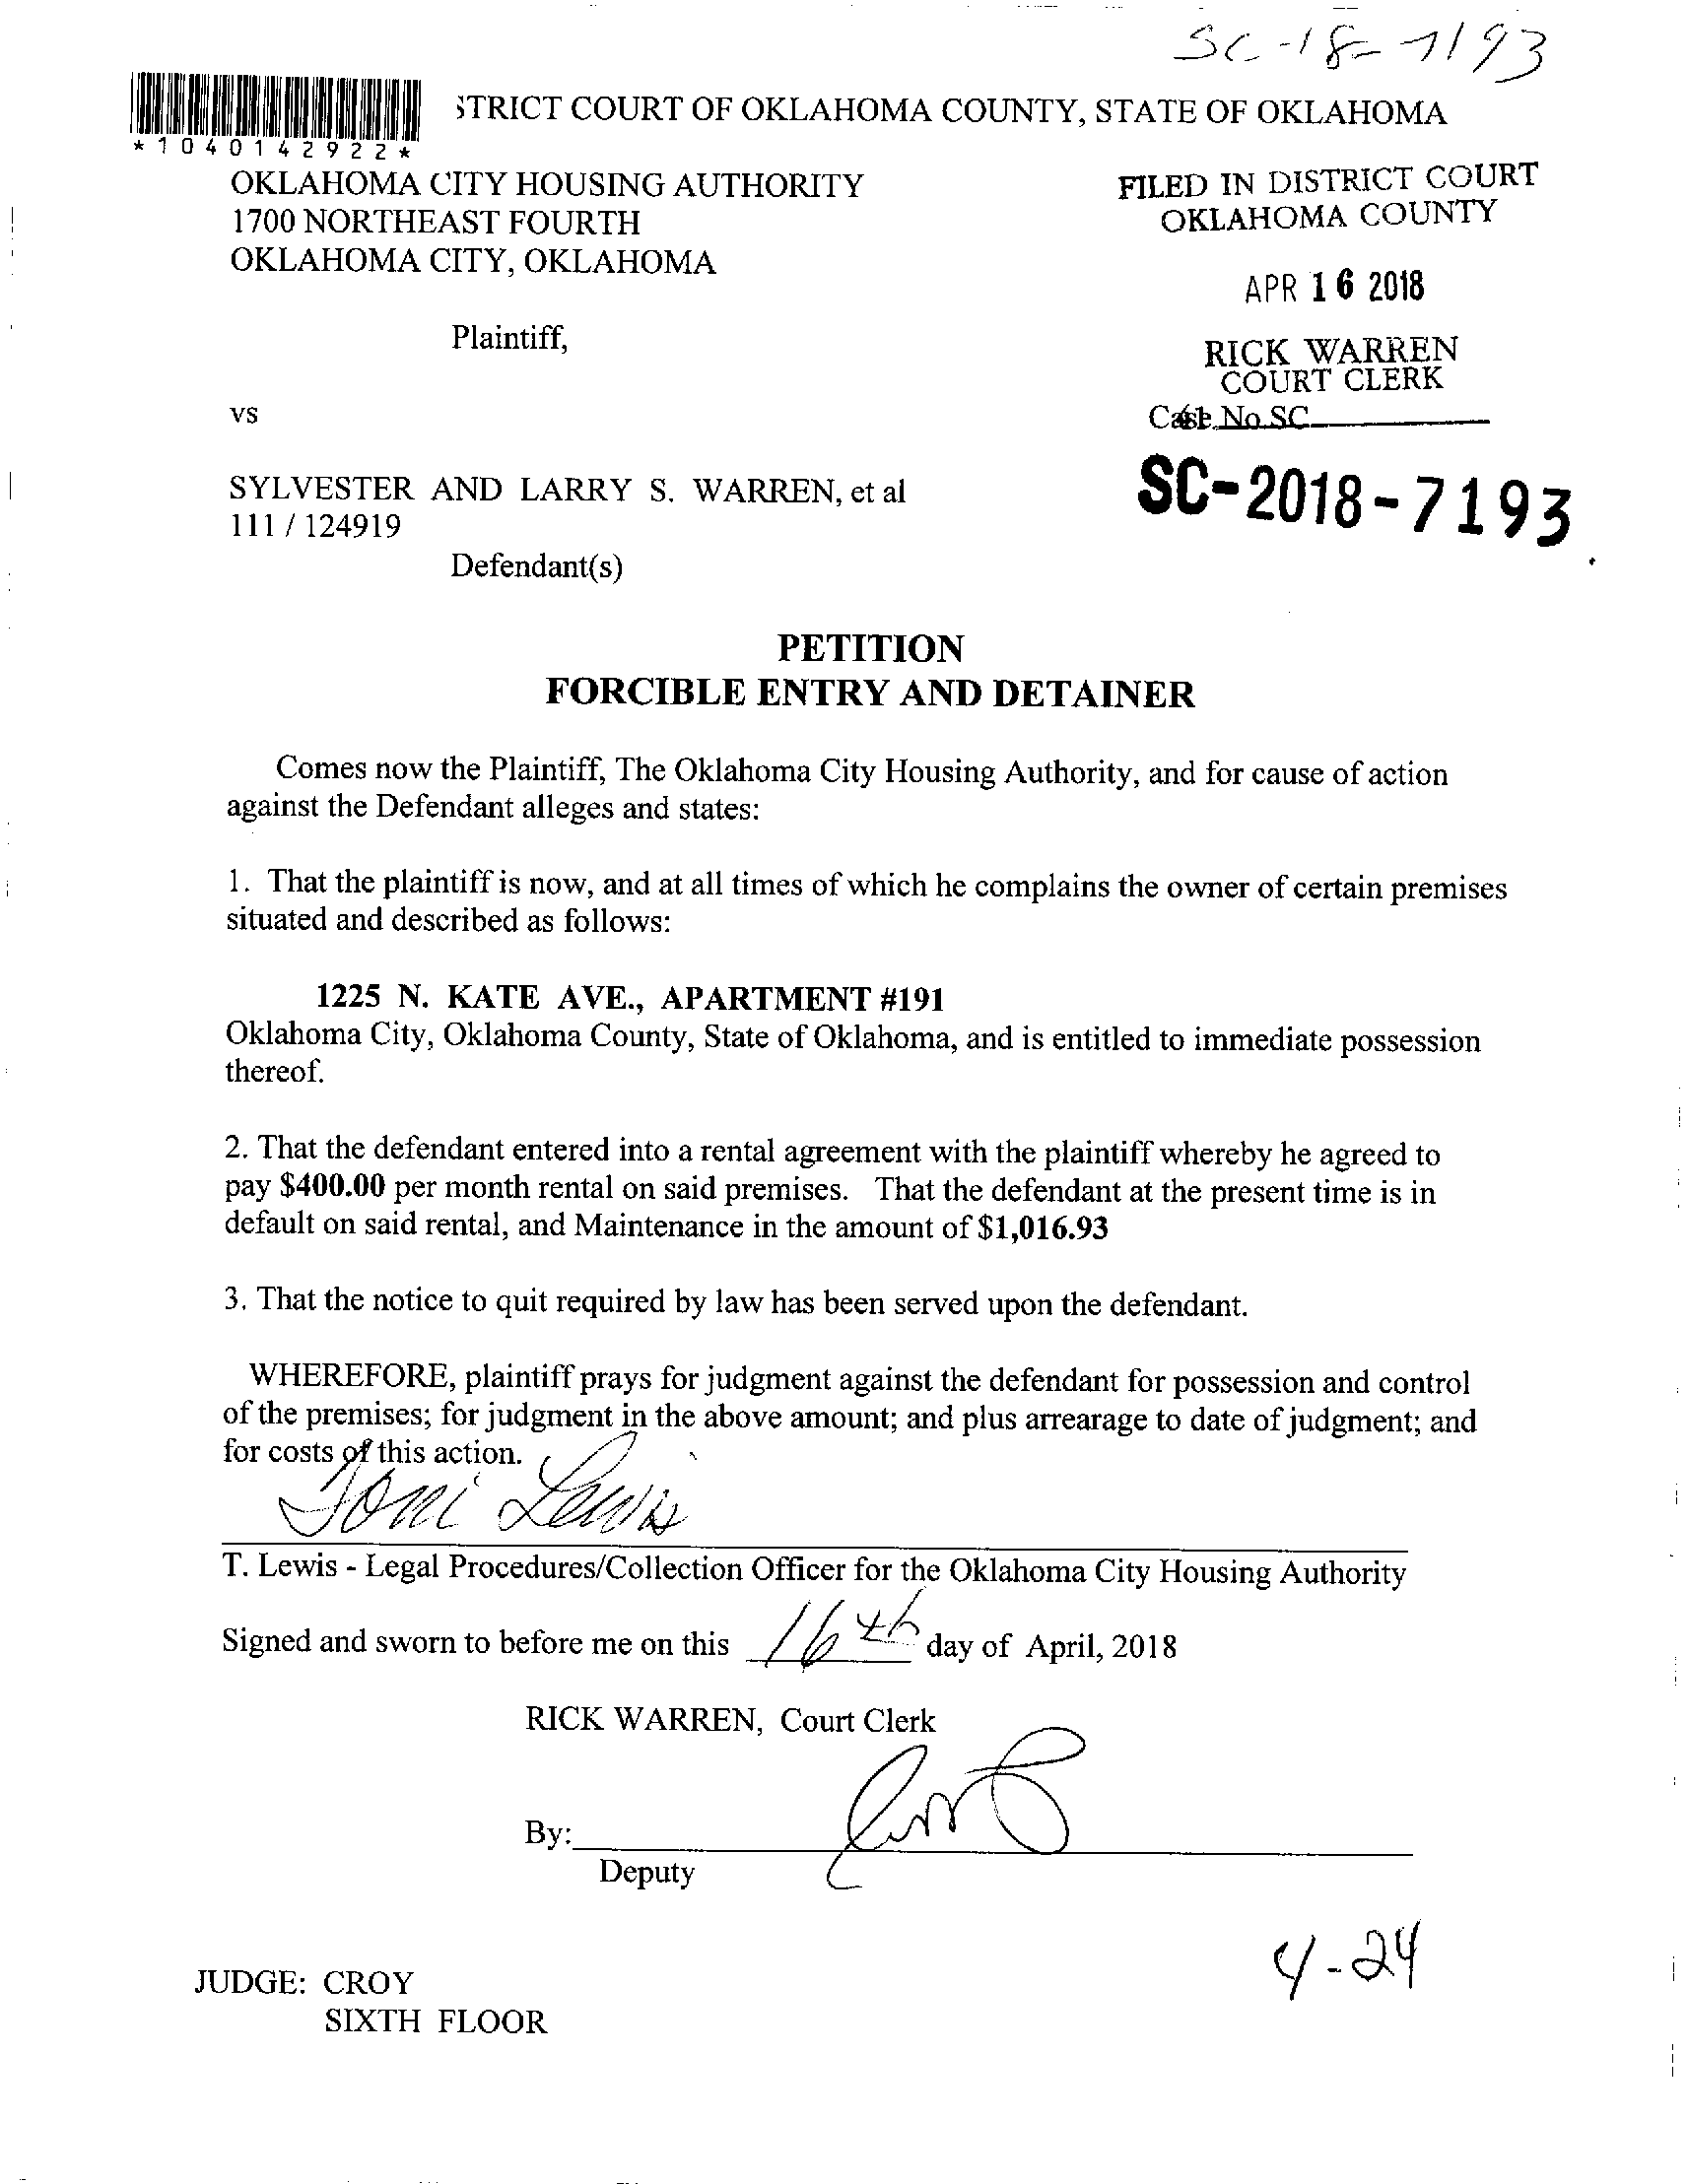 SC-18-7193
STRICT COURT OF OKLAHOMA COUNTY, STATE OF OKLAHOMA
*1040142922*
OKLAHOMA CITY HOUSING AUTHORITY
1700 NORTHEAST FOURTH
OKLAHOMA CITY, OKLAHOMA
FILED IN DISTRICT COURT
OKLAHOMA COUNTY
APR 16 2018
Plaintiff,
RICK WARREN
COURT CLERK
vs
Case No SC
SYLVESTER AND LARRY S. WARREN, et al
111 / 124919
SC-2018-7193
Defendant(s)
PETITION
FORCIBLE ENTRY AND DETAINER
Comes now the Plaintiff, The Oklahoma City Housing Authority, and for cause of action
against the Defendant alleges and states:
1. That the plaintiff is now, and at all times of which he complains the owner of certain premises
situated and described as follows:
1225 N. KATE AVE., APARTMENT #191
Oklahoma City, Oklahoma County, State of Oklahoma, and is entitled to immediate possession
thereof.
2. That the defendant entered into a rental agreement with the plaintiff whereby he agreed to
pay $400.00 per month rental on said premises. That the defendant at the present time is in
default on said rental, and Maintenance in the amount of $1,016.93
3. That the notice to quit required by law has been served upon the defendant.
WHEREFORE, plaintiff prays for judgment against the defendant for possession and control
of the premises; for judgment in the above amount; and plus arrearage to date of judgment; and
for costs of this action.
Toni Lewis
T. Lewis - Legal Procedures/Collection Officer for the Oklahoma City Housing Authority
Signed and sworn to before me on this 16th day of April, 2018
RICK WARREN, Court Clerk
By:
Deputy
4-24
JUDGE: CROY
SIXTH FLOOR